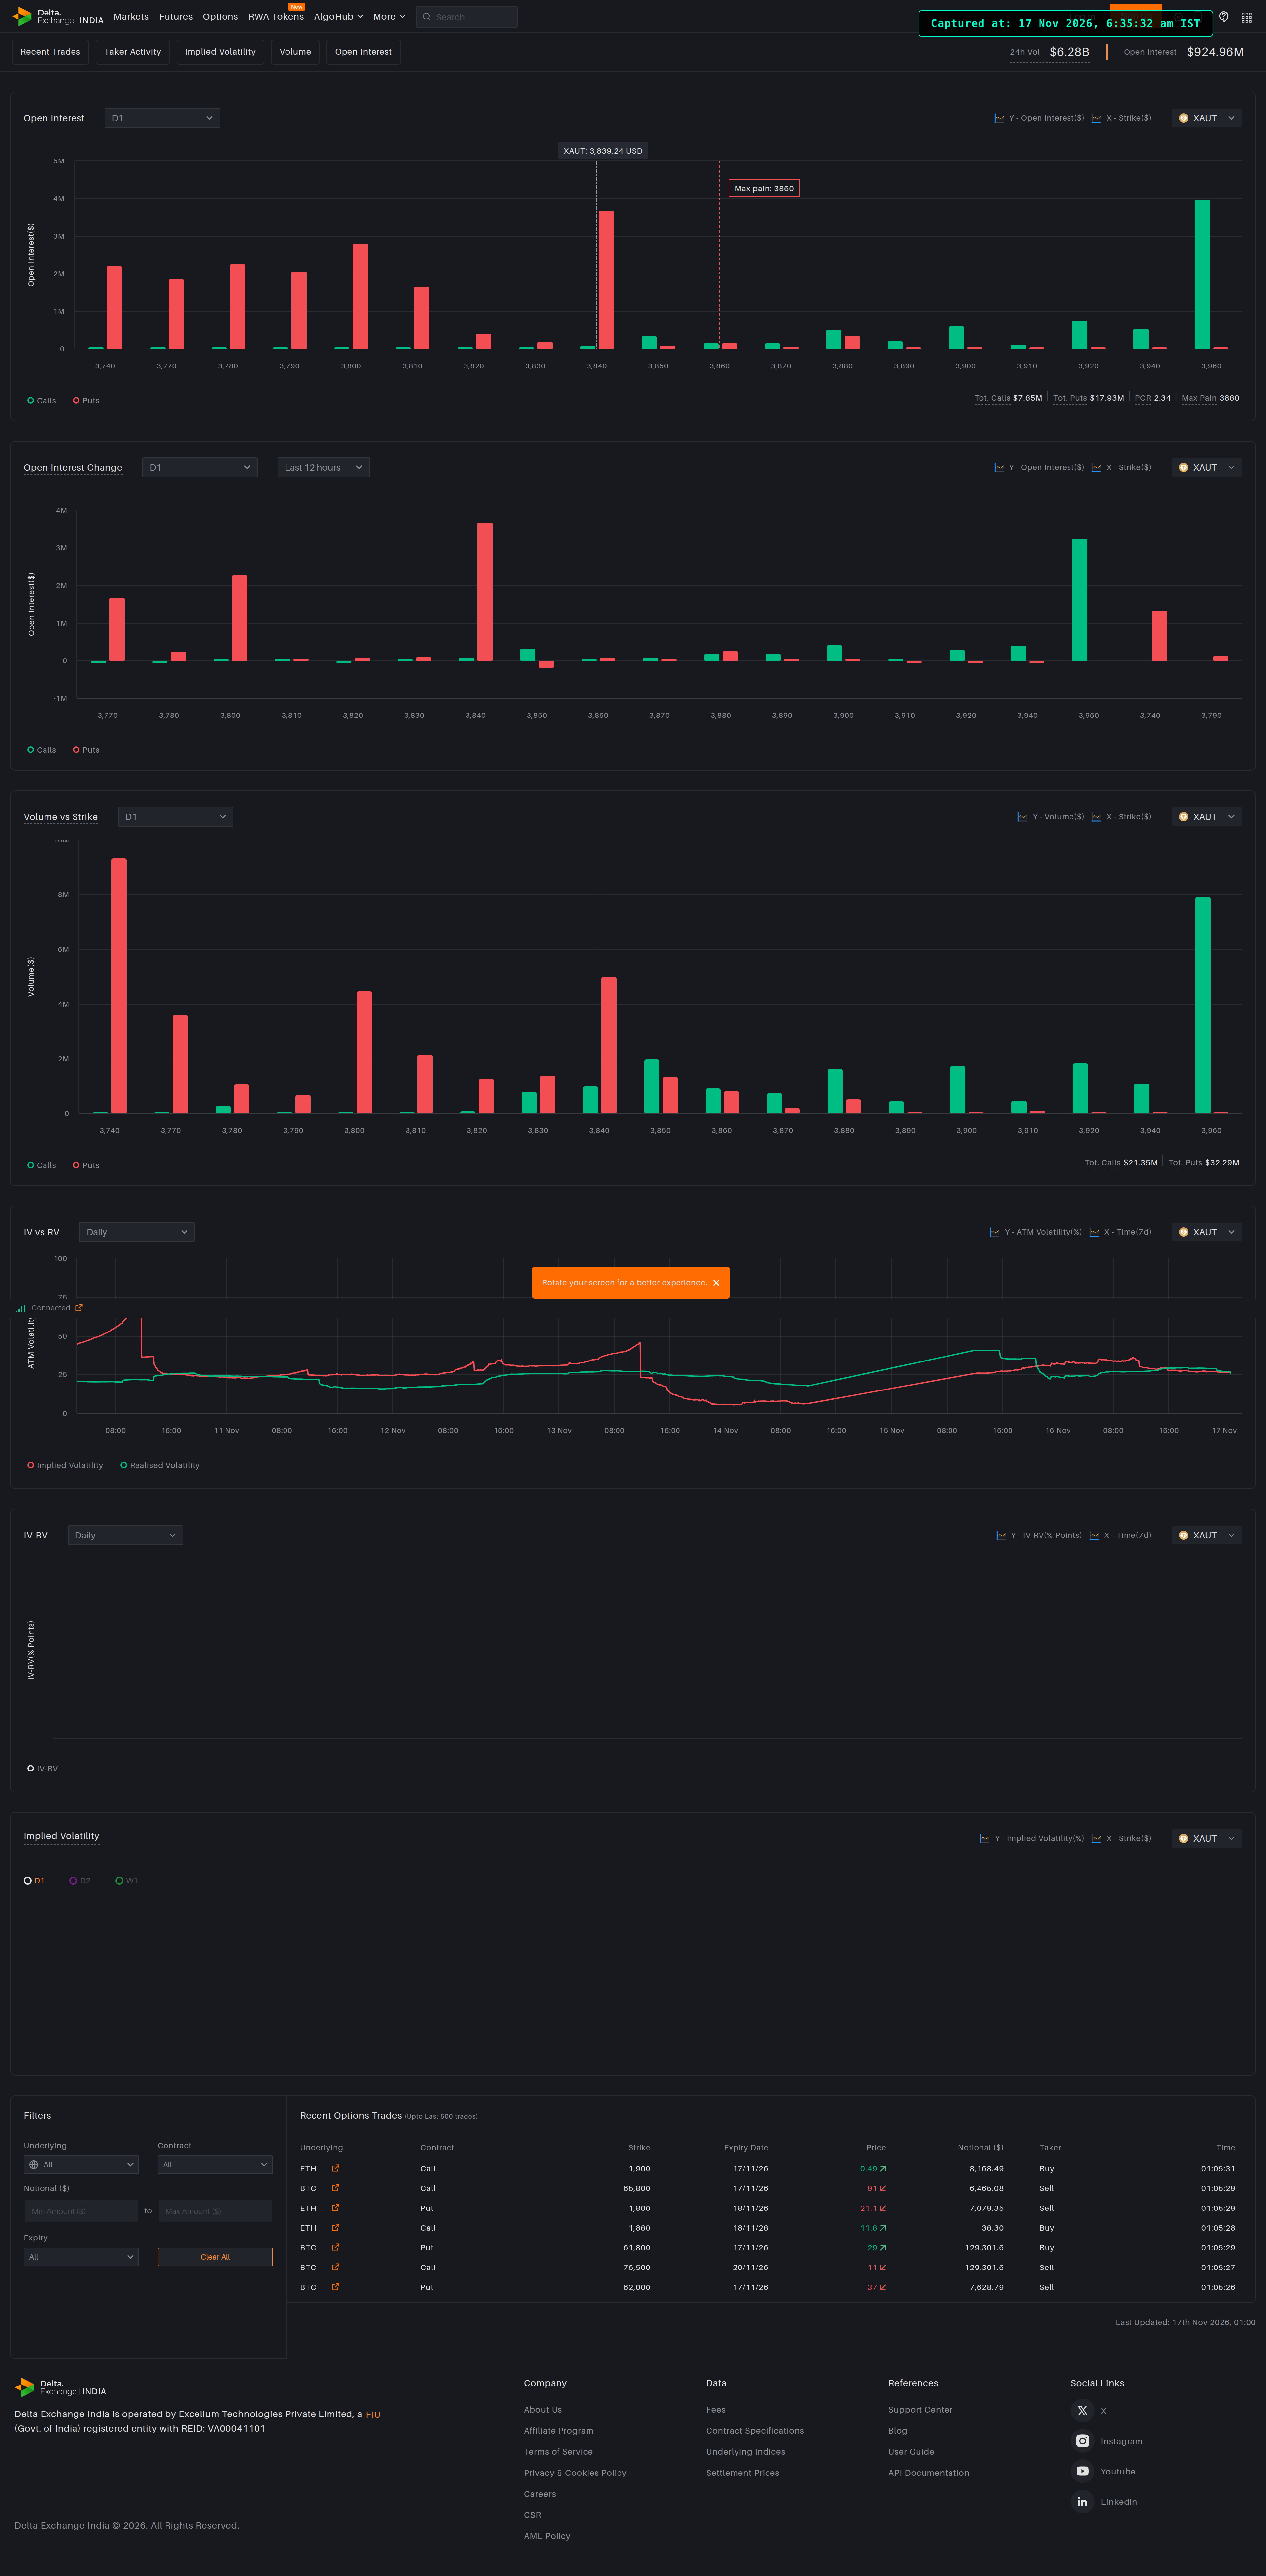 Delta.
Exchange | INDIA
Markets
Futures
Options
RWA Tokens
New
AlgoHub
More
Search
Captured at: 17 Nov 2026, 6:35:32 am IST
Recent Trades
Taker Activity
Implied Volatility
Volume
Open Interest
24h Vol $6.28B
Open Interest $924.96M
Open Interest
D1
Y - Open Interest($) X - Strike($)
XAUT
XAUT: 3,839.24 USD
Max pain: 3860
Open Interest($)
5M
4M
3M
2M
1M
0
3,740 3,770 3,780 3,790 3,800 3,810 3,820 3,830 3,840 3,850 3,860 3,870 3,880 3,890 3,900 3,910 3,920 3,940 3,960
Calls Puts
Tot. Calls $7.65M | Tot. Puts $17.93M | PCR 2.34 | Max Pain 3860
Open Interest Change
D1
Last 12 hours
Y - Open Interest($) X - Strike($)
XAUT
Open Interest($)
4M
3M
2M
1M
0
-1M
3,770 3,780 3,800 3,810 3,820 3,830 3,840 3,850 3,860 3,870 3,880 3,890 3,900 3,910 3,920 3,940 3,960 3,740 3,790
Calls Puts
Volume vs Strike
D1
Y - Volume($) X - Strike($)
XAUT
Volume($)
10M
8M
6M
4M
2M
0
3,740 3,770 3,780 3,790 3,800 3,810 3,820 3,830 3,840 3,850 3,860 3,870 3,880 3,890 3,900 3,910 3,920 3,940 3,960
Calls Puts
Tot. Calls $21.35M | Tot. Puts $32.29M
IV vs RV
Daily
Y - ATM Volatility(%) X - Time(7d)
XAUT
100
75
Rotate your screen for a better experience.
Connected
ATM Volatility
50
25
0
08:00 16:00 11 Nov 08:00 16:00 12 Nov 08:00 16:00 13 Nov 08:00 16:00 14 Nov 08:00 16:00 15 Nov 08:00 16:00 16 Nov 08:00 16:00 17 Nov
Implied Volatility Realised Volatility
IV-RV
Daily
Y - IV-RV(% Points) X - Time(7d)
XAUT
IV-RV(% Points)
IV-RV
Implied Volatility
Y - Implied Volatility(%) X - Strike($)
XAUT
D1 D2 W1
Filters
Underlying
Contract
All
All
Notional ($)
Min Amount ($) to Max Amount ($)
Expiry
All
Clear All
Recent Options Trades (Upto Last 500 trades)
Underlying Contract Strike Expiry Date Price Notional ($) Taker Time
ETH Call 1,900 17/11/26 0.49 8,168.49 Buy 01:05:31
BTC Call 65,800 17/11/26 91 6,465.08 Sell 01:05:29
ETH Put 1,800 18/11/26 21.1 7,079.35 Sell 01:05:29
ETH Call 1,860 18/11/26 11.6 36.30 Buy 01:05:28
BTC Put 61,800 17/11/26 29 129,301.6 Buy 01:05:29
BTC Call 76,500 20/11/26 11 129,301.6 Sell 01:05:27
BTC Put 62,000 17/11/26 37 7,628.79 Sell 01:05:26
Last Updated: 17th Nov 2026, 01:00
Delta.
Exchange | INDIA
Delta Exchange India is operated by Excelium Technologies Private Limited, a FIU
(Govt. of India) registered entity with REID: VA00041101
Delta Exchange India © 2026. All Rights Reserved.
Company
About Us
Affiliate Program
Terms of Service
Privacy & Cookies Policy
Careers
CSR
AML Policy
Data
Fees
Contract Specifications
Underlying Indices
Settlement Prices
References
Support Center
Blog
User Guide
API Documentation
Social Links
X
Instagram
Youtube
Linkedin